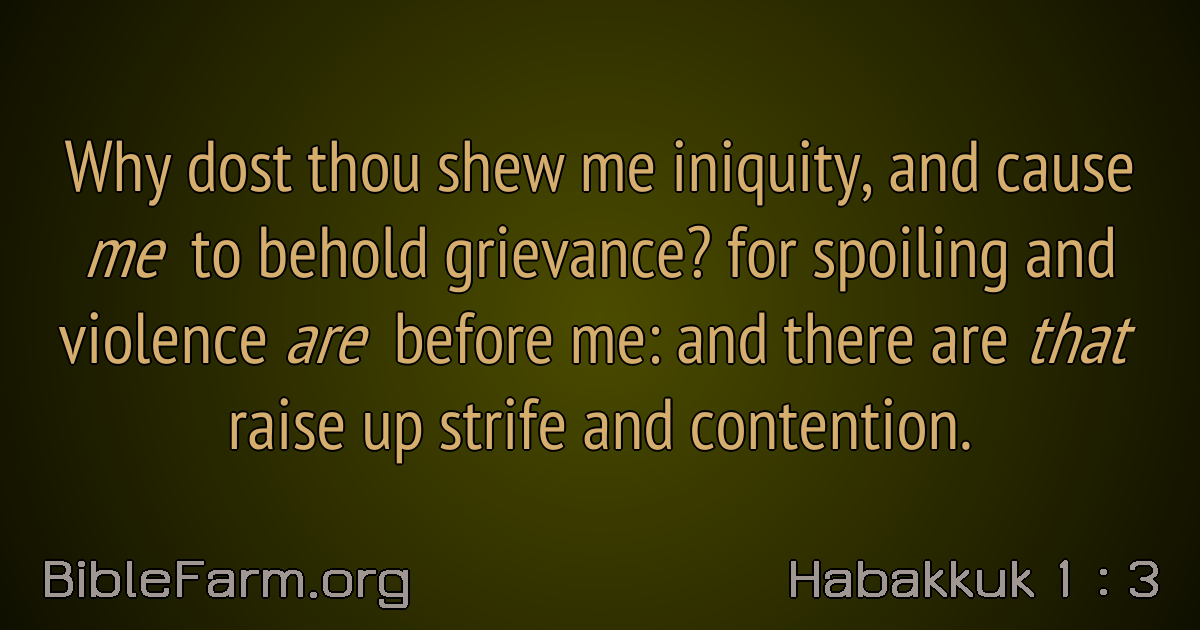 Why dost thou shew me iniquity, and cause
me to behold grievance? for spoiling and
violence are before me: and there are that
raise up strife and contention.
BibleFarm.org
Habakkuk 1 : 3